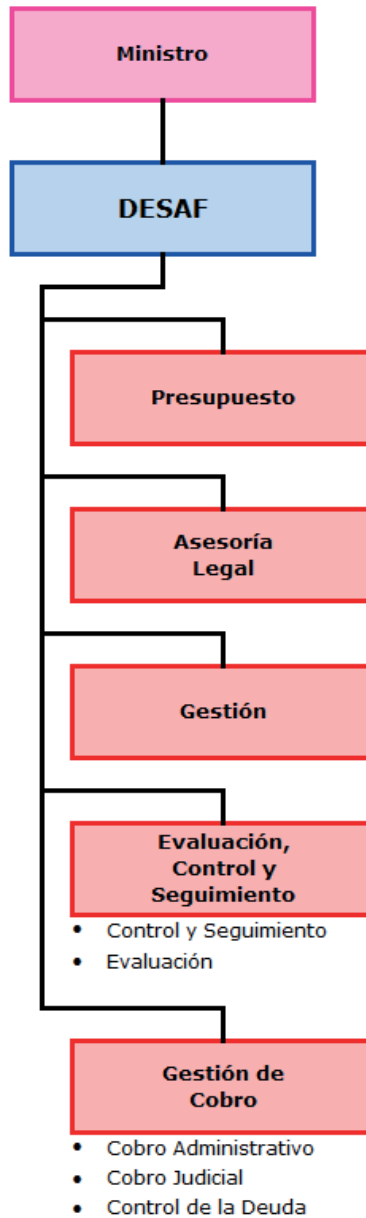 Ministro
DESAF
Presupuesto
Asesoría
Legal
Gestión
Evaluación,
Control y
Seguimiento
• Control y Seguimiento
• Evaluación
Gestión de
Cobro
• Cobro Administrativo
• Cobro Judicial
• Control de la Deuda